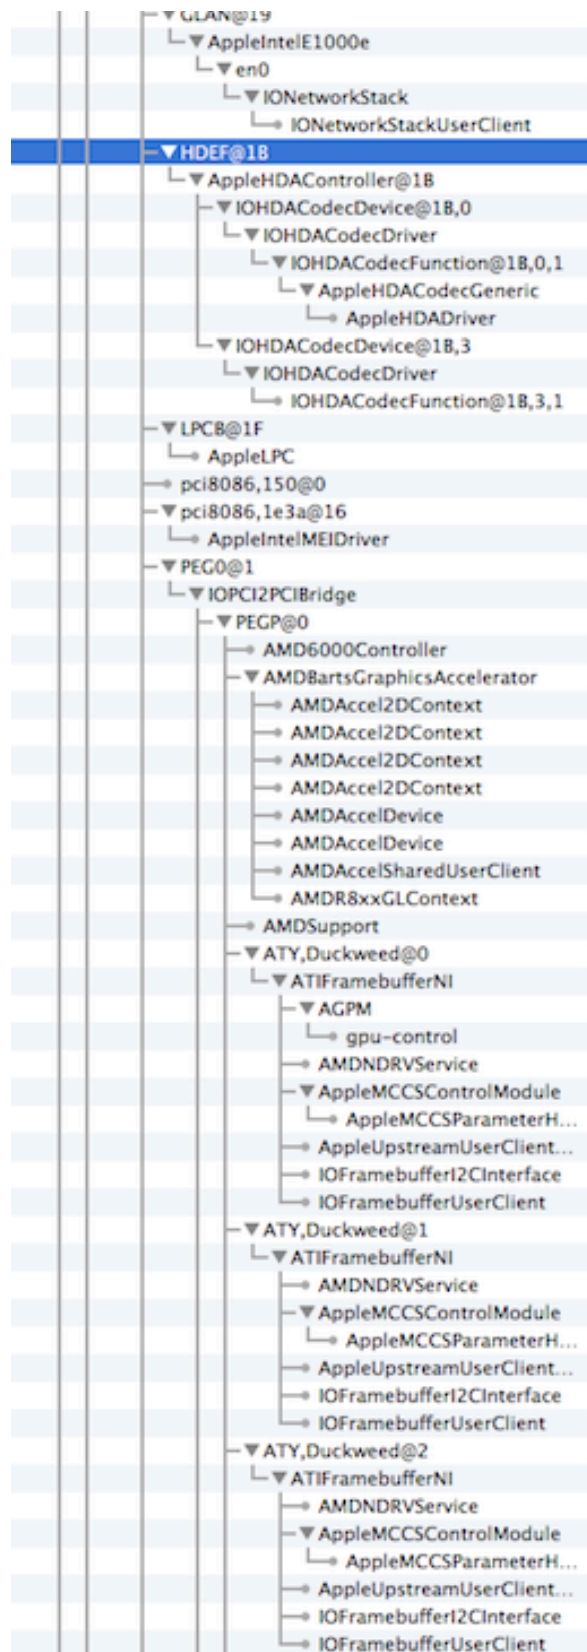 GLAN@19
AppleIntelE1000e
en0
IONetworkStack
IONetworkStackUserClient
HDEF@1B
AppleHDAController@1B
IOHDACodecDevice@1B,0
IOHDACodecDriver
IOHDACodecFunction@1B,0,1
AppleHDACodecGeneric
AppleHDADriver
IOHDACodecDevice@1B,3
IOHDACodecDriver
IOHDACodecFunction@1B,3,1
LPCB@1F
AppleLPC
pci8086,150@0
pci8086,1e3a@16
AppleIntelMEIDriver
PEG0@1
IOPCI2PCIBridge
PEGP@0
AMD6000Controller
AMDBartsGraphicsAccelerator
AMDAccel2DContext
AMDAccel2DContext
AMDAccel2DContext
AMDAccel2DContext
AMDAccelDevice
AMDAccelDevice
AMDAccelSharedUserClient
AMDR8xxGLContext
AMDSupport
ATY,Duckweed@0
ATIFramebufferNI
AGPM
gpu-control
AMDNDRVService
AppleMCCSControlModule
AppleMCCSParameterH...
AppleUpstreamUserClient...
IOFramebufferI2CInterface
IOFramebufferUserClient
ATY,Duckweed@1
ATIFramebufferNI
AMDNDRVService
AppleMCCSControlModule
AppleMCCSParameterH...
AppleUpstreamUserClient...
IOFramebufferI2CInterface
IOFramebufferUserClient
ATY,Duckweed@2
ATIFramebufferNI
AMDNDRVService
AppleMCCSControlModule
AppleMCCSParameterH...
AppleUpstreamUserClient...
IOFramebufferI2CInterface
IOFramebufferUserClient